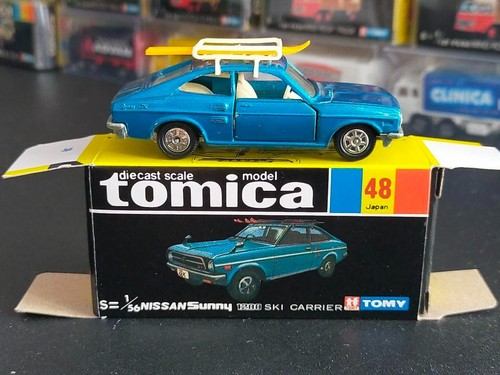 CLINICA
diecast scale model
tomica
48
Japan
S=1/56 NISSAN Sunny 1200 SKI CARRIER TOMY